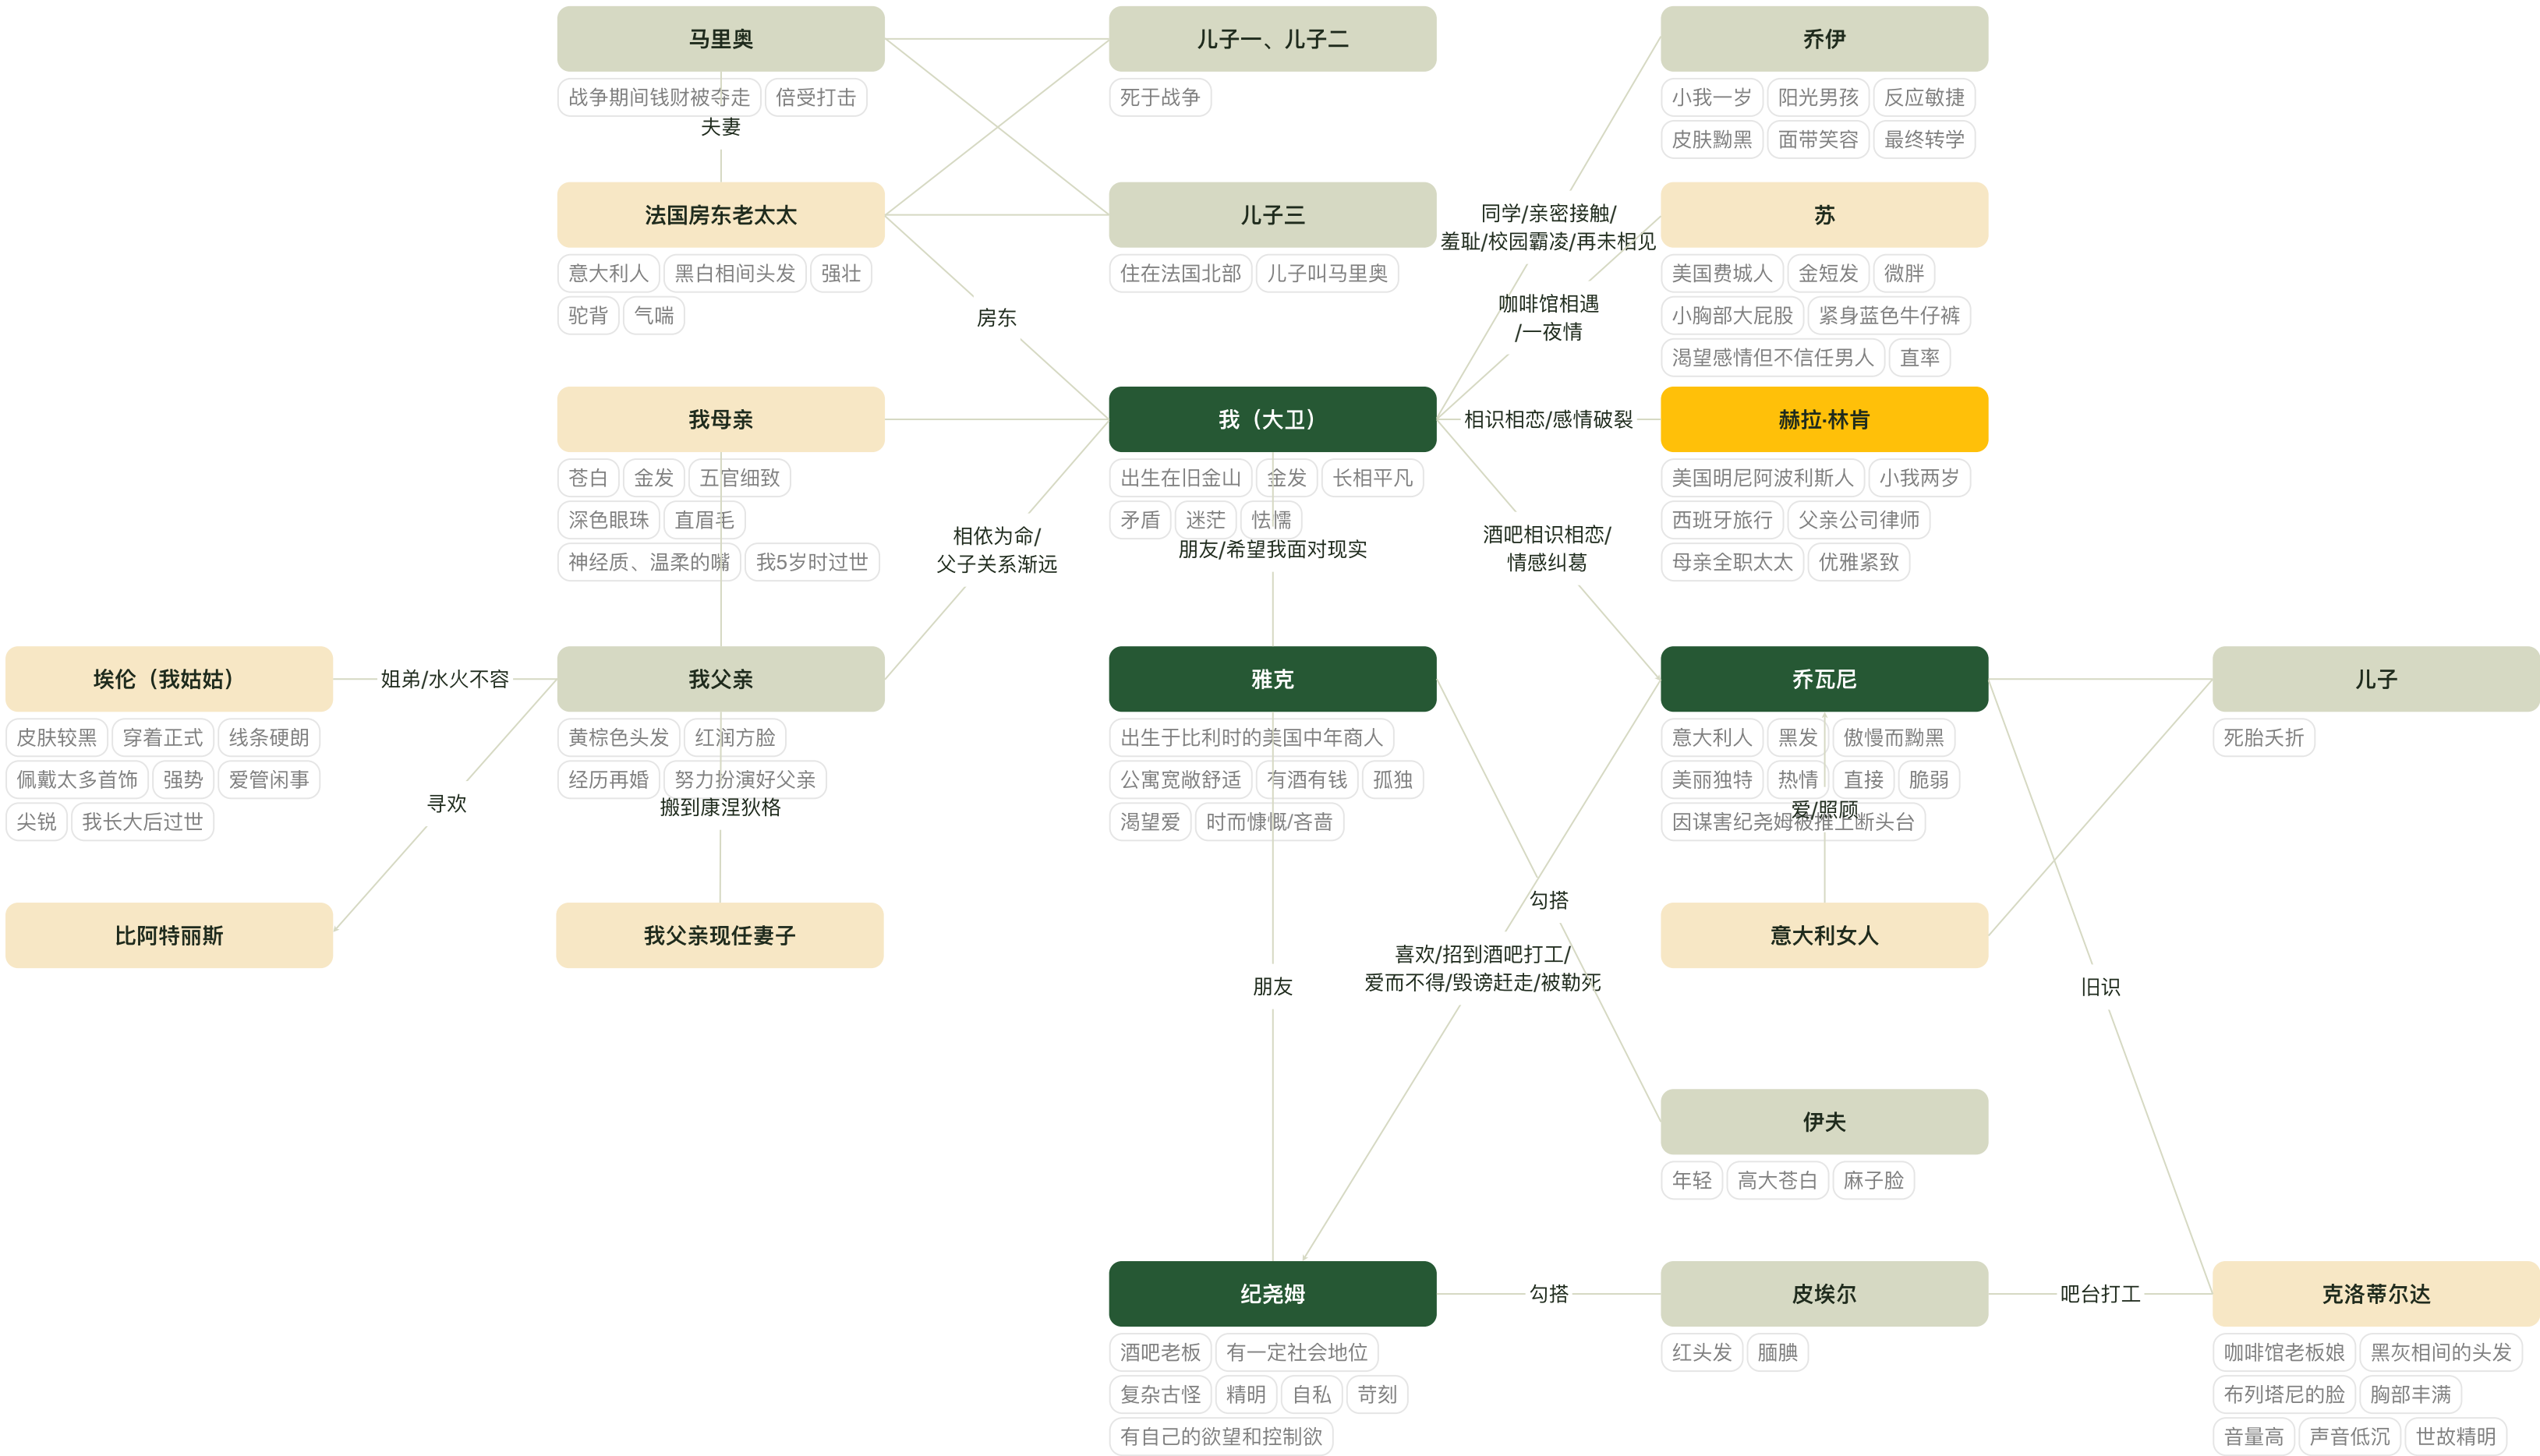 马里奥
儿子一、儿子二
乔伊
战争期间钱财被夺走 倍受打击
死于战争
小我一岁 阳光男孩 反应敏捷
夫妻
皮肤黝黑 面带笑容 最终转学
法国房东老太太
儿子三
苏
同学/亲密接触/
羞耻/校园霸凌/再未相见
意大利人 黑白相间头发 强壮
住在法国北部 儿子叫马里奥
美国费城人 金短发 微胖
驼背 气喘
房东
咖啡馆相遇
/一夜情
小胸部大屁股 紧身蓝色牛仔裤
渴望感情但不信任男人 直率
我母亲
我（大卫）
相识相恋/感情破裂
赫拉·林肯
苍白 金发 五官细致
出生在旧金山 金发 长相平凡
美国明尼阿波利斯人 小我两岁
深色眼珠 直眉毛
矛盾 迷茫 怯懦
西班牙旅行 父亲公司律师
相依为命/
父子关系渐远
朋友/希望我面对现实
酒吧相识相恋/
情感纠葛
神经质、温柔的嘴 我5岁时过世
母亲全职太太 优雅紧致
埃伦（我姑姑）
姐弟/水火不容
我父亲
雅克
乔瓦尼
儿子
皮肤较黑 穿着正式 线条硬朗
黄棕色头发 红润方脸
出生于比利时的美国中年商人
意大利人 黑发 傲慢而黝黑
死胎夭折
佩戴太多首饰 强势 爱管闲事
经历再婚 努力扮演好父亲
公寓宽敞舒适 有酒有钱 孤独
美丽独特 热情 直接 脆弱
寻欢
搬到康涅狄格
爱/照顾
尖锐 我长大后过世
渴望爱 时而慷慨/吝啬
因谋害纪尧姆被推上断头台
勾搭
比阿特丽斯
我父亲现任妻子
意大利女人
喜欢/招到酒吧打工/
爱而不得/毁谤赶走/被勒死
朋友
旧识
伊夫
年轻 高大苍白 麻子脸
纪尧姆
勾搭
皮埃尔
吧台打工
克洛蒂尔达
酒吧老板 有一定社会地位
红头发 腼腆
咖啡馆老板娘 黑灰相间的头发
复杂古怪 精明 自私 苛刻
布列塔尼的脸 胸部丰满
有自己的欲望和控制欲
音量高 声音低沉 世故精明